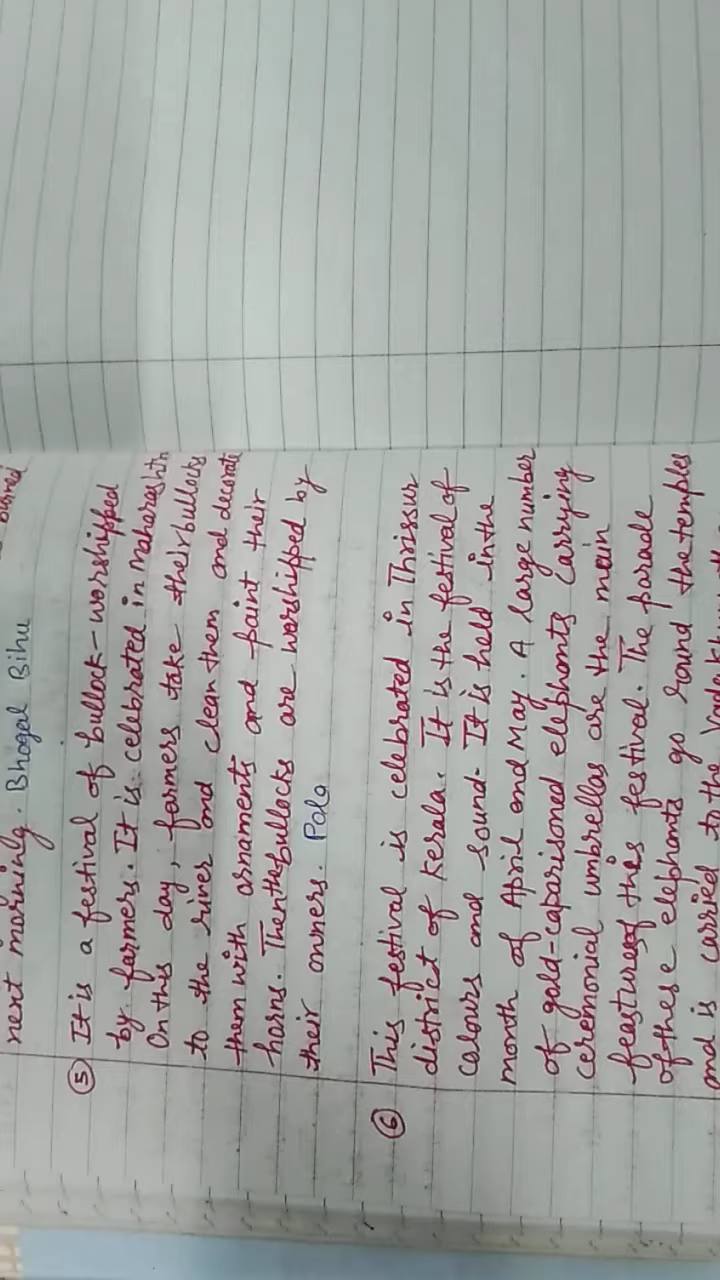 next morning. Bhogal Bihu
⑤ It is a festival of bullock-worshipped
by farmers. It is celebrated in Maharashtr
On this day, farmers take their bullocks
to the river and clean them and decorate
them with ornaments and paint their
horns. Then the bullocks are worshipped by
their owners. Pola
⑥ This festival is celebrated in Thrissur
district of Kerala. It is the festival of
colours and sound. It is held in the
month of April and May. A large number
of gold-caparisoned elephants carrying
ceremonial umbrellas are the main
feastures of this festival. The parade
of these elephants go round the temples
and is carried to the